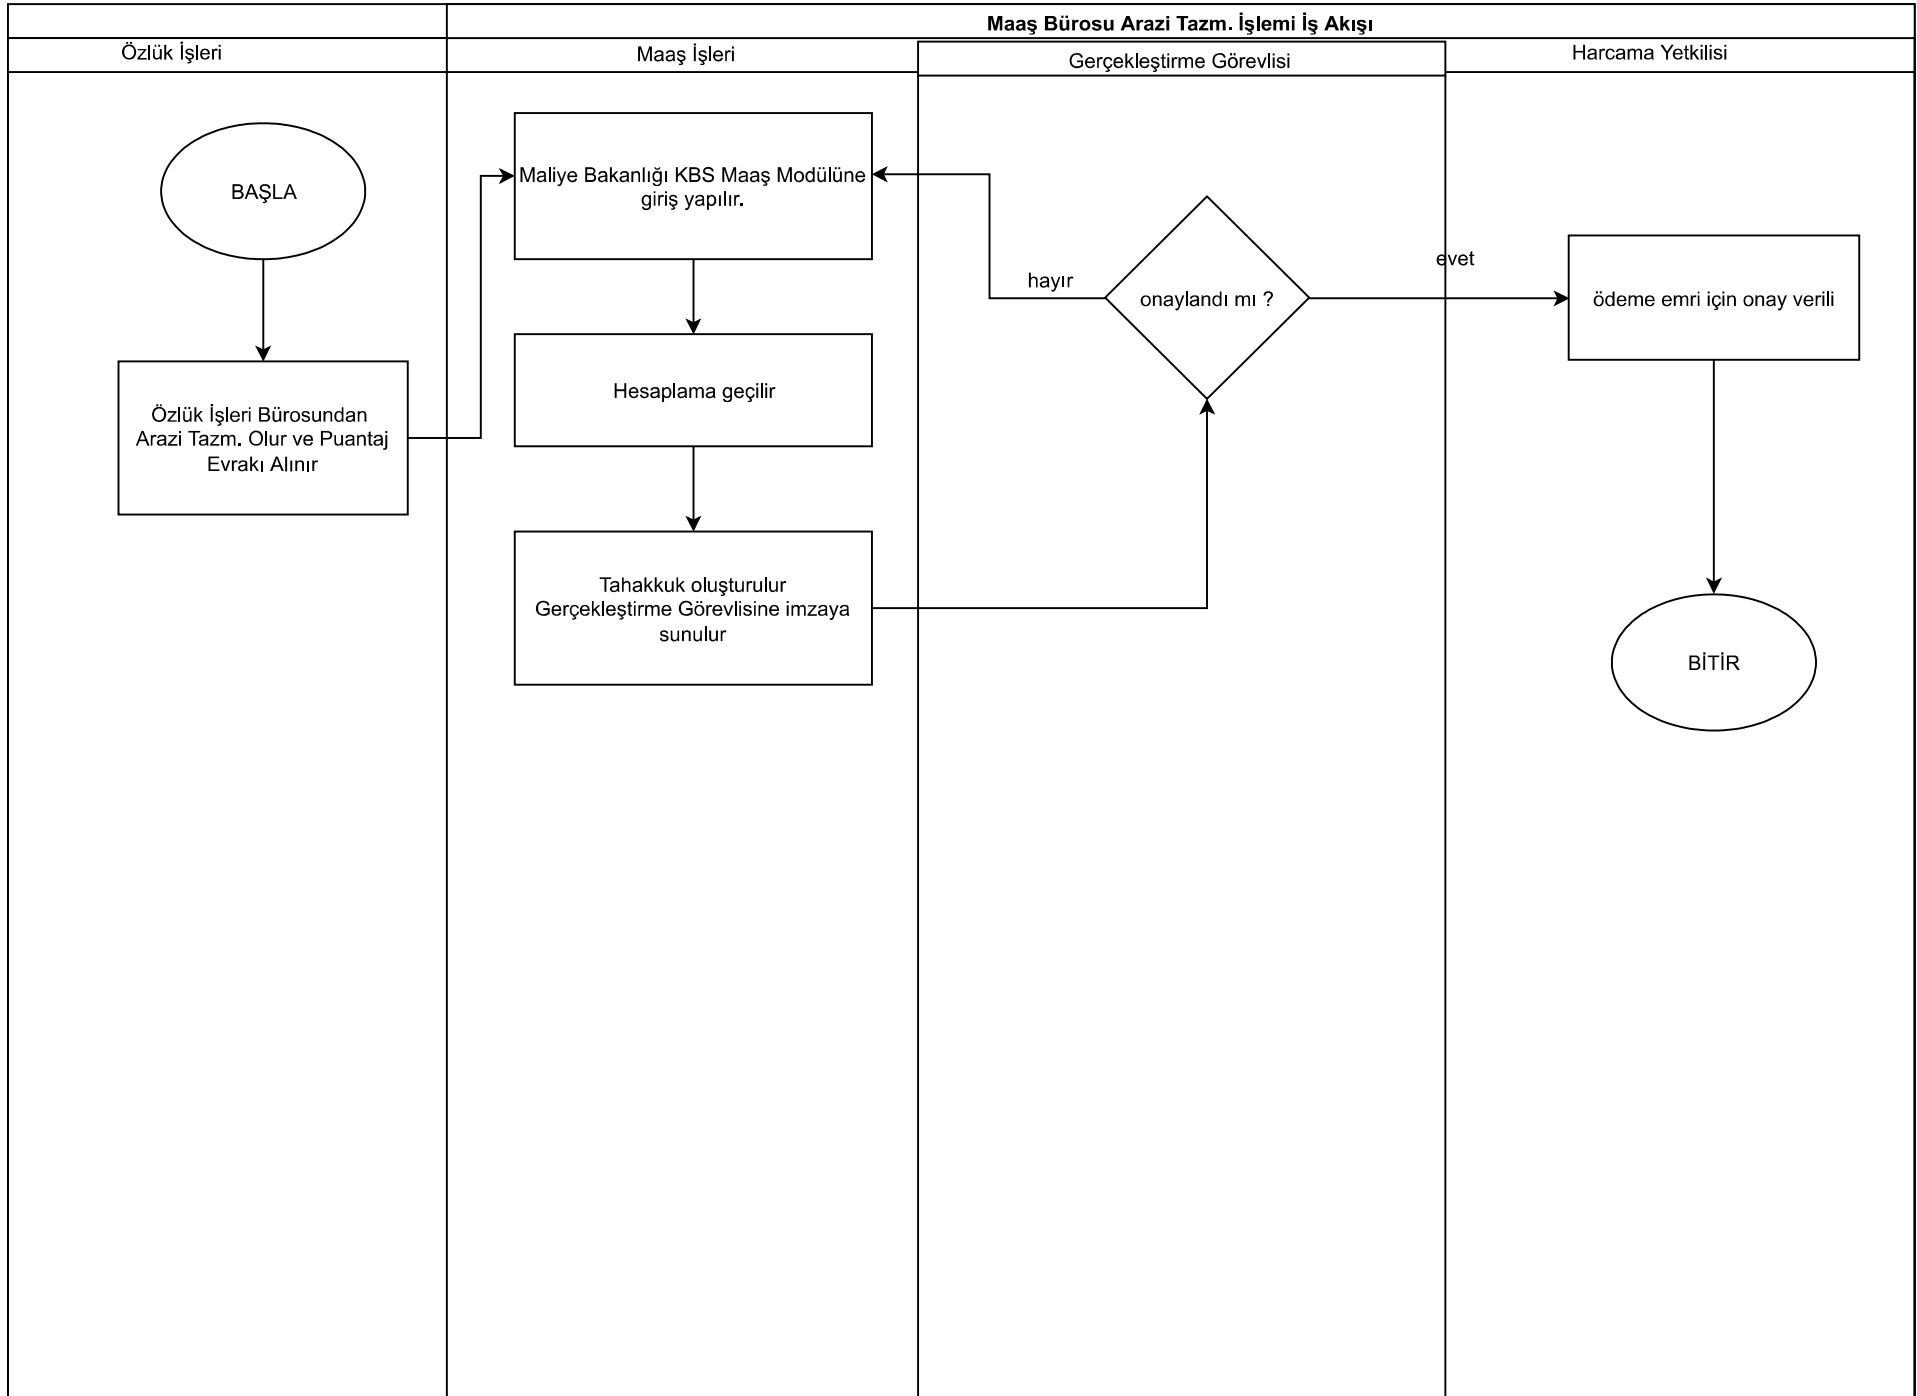 Maaş Bürosu Arazi Tazm. İşlemi İş Akışı
Özlük İşleri
Maaş İşleri
Gerçekleştirme Görevlisi
Harcama Yetkilisi
BAŞLA
Özlük İşleri Bürosundan
Arazi Tazm. Olur ve Puantaj
Evrakı Alınır
Maliye Bakanlığı KBS Maaş Modülüne
giriş yapılır.
Hesaplama geçilir
Tahakkuk oluşturulur
Gerçekleştirme Görevlisine imzaya
sunulur
hayır
onaylandı mı ?
evet
ödeme emri için onay verili
BİTİR